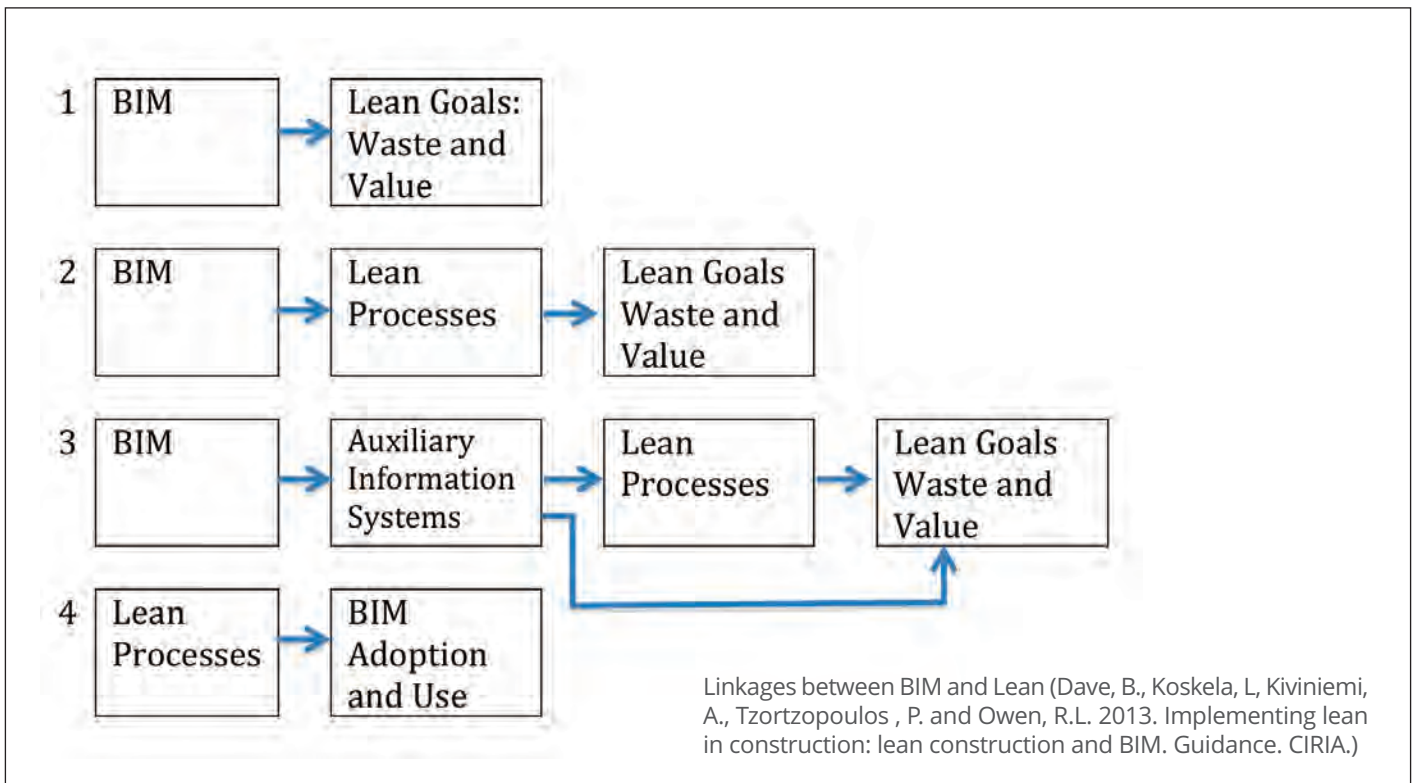 1 BIM
Lean Goals:
Waste and
Value
2 BIM
Lean
Processes
Lean Goals
Waste and
Value
3 BIM
Auxiliary
Information
Systems
Lean
Processes
Lean Goals
Waste and
Value
4 Lean
Processes
BIM
Adoption
and Use
Linkages between BIM and Lean (Dave, B., Koskela, L, Kiviniemi,
A., Tzortzopoulos , P. and Owen, R.L. 2013. Implementing lean
in construction: lean construction and BIM. Guidance. CIRIA.)